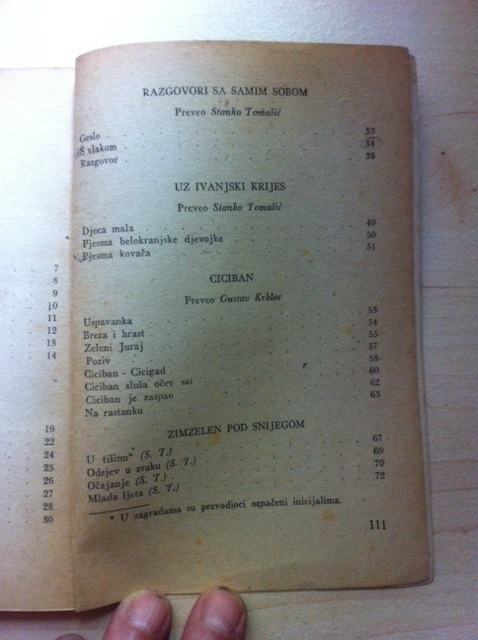 7
8
9
10
11
12
13
14
19
22
24
25
26
27
28
30
RAZGOVORI SA SAMIM SOBOM
Preveo Stanko Tomašić
Geslo 33
S vlakom 34
Razgovor 38
UZ IVANJSKI KRIJES
Preveo Stanko Tomašić
Djeca mala 49
Pjesma belokranjske djevojke 50
Pjesma kovača 51
CICIBAN
Preveo Gustav Krklec
Uspavanka 53
Breza i hrast 54
Zeleni Juraj 55
Poziv 57
Ciciban - Cicigad 58
Ciciban sluša očev sat 60
Ciciban je zaspao 62
Na rastanku 63
ZIMZELEN POD SNIJEGOM
U tišinu* (S. T.) 67
Odsjev u zraku (S. T.) 69
Očajanje (S. T.) 70
Mlada ljeta (S. T.) 72
* U zagradama su prevodioci označeni inicijalima.
111